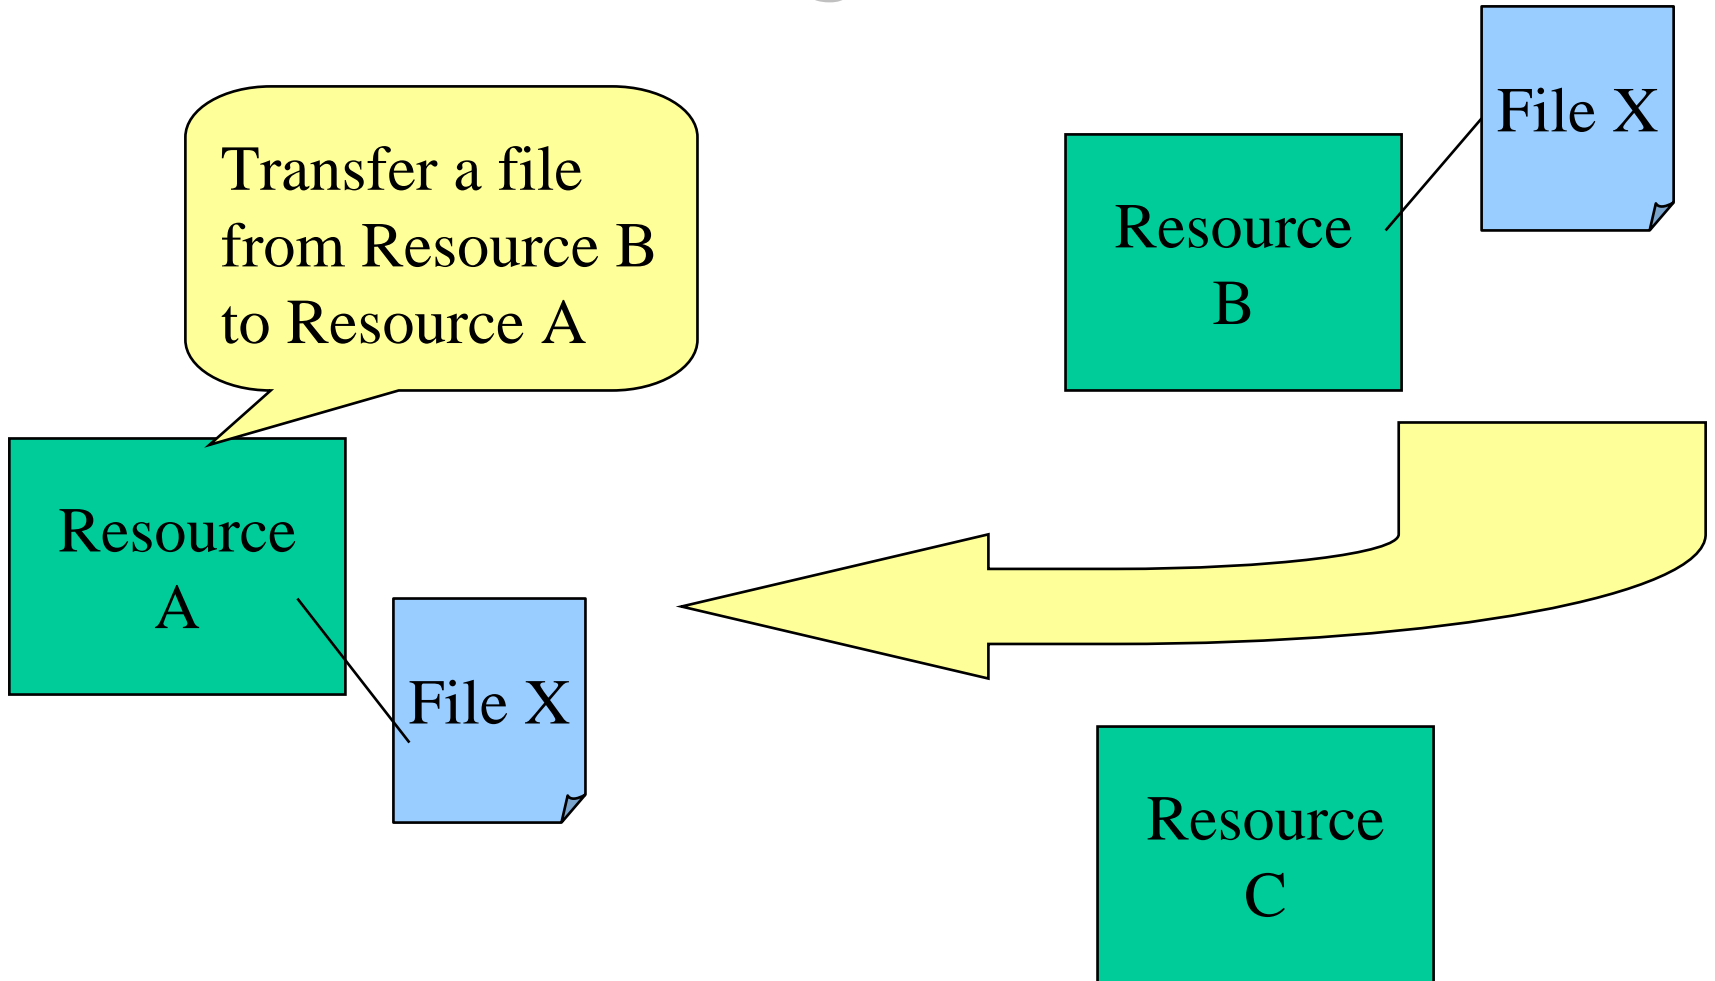 Transfer a file
from Resource B
to Resource A
File X
Resource
B
Resource
A
File X
Resource
C